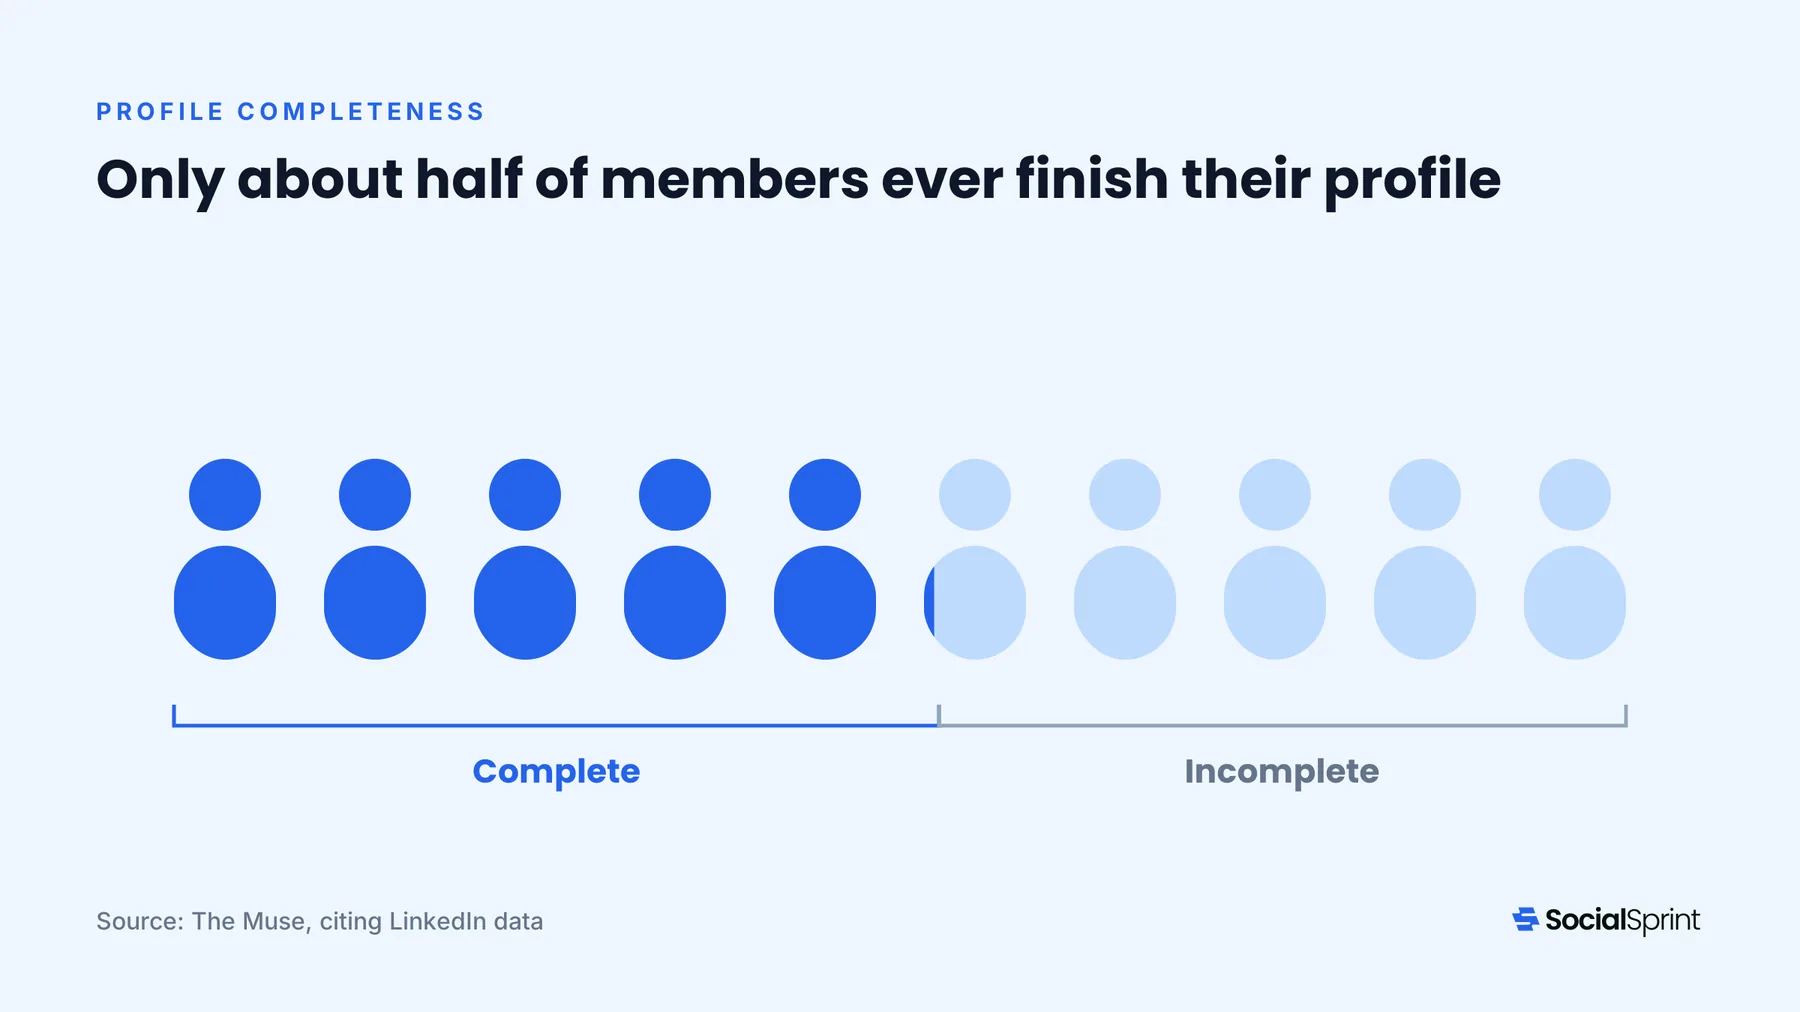 PROFILE COMPLETENESS
Only about half of members ever finish their profile
Complete
Incomplete
Source: The Muse, citing LinkedIn data
SocialSprint